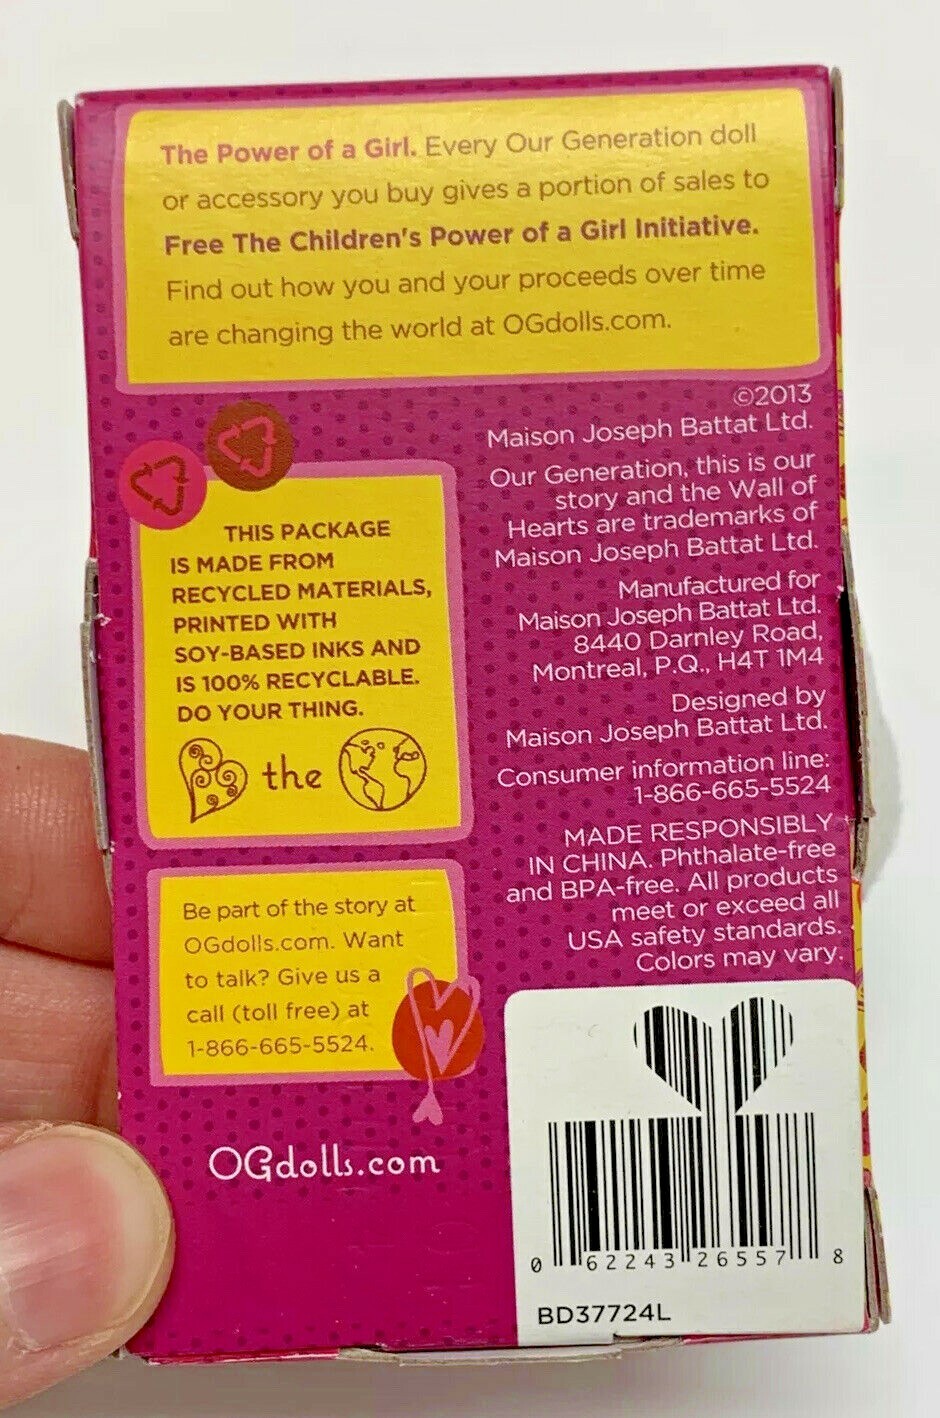 The Power of a Girl. Every Our Generation doll
or accessory you buy gives a portion of sales to
Free The Children's Power of a Girl Initiative.
Find out how you and your proceeds over time
are changing the world at OGdolls.com.
THIS PACKAGE
IS MADE FROM
RECYCLED MATERIALS,
PRINTED WITH
SOY-BASED INKS AND
IS 100% RECYCLABLE.
DO YOUR THING.
the
Be part of the story at
OGdolls.com. Want
to talk? Give us a
call (toll free) at
1-866-665-5524.
OGdolls.com
©2013
Maison Joseph Battat Ltd.
Our Generation, this is our
story and the Wall of
Hearts are trademarks of
Maison Joseph Battat Ltd.
Manufactured for
Maison Joseph Battat Ltd.
8440 Darnley Road,
Montreal, P.Q., H4T 1M4
Designed by
Maison Joseph Battat Ltd.
Consumer information line:
1-866-665-5524
MADE RESPONSIBLY
IN CHINA. Phthalate-free
and BPA-free. All products
meet or exceed all
USA safety standards.
Colors may vary.
0 62243 26557 8
BD37724L